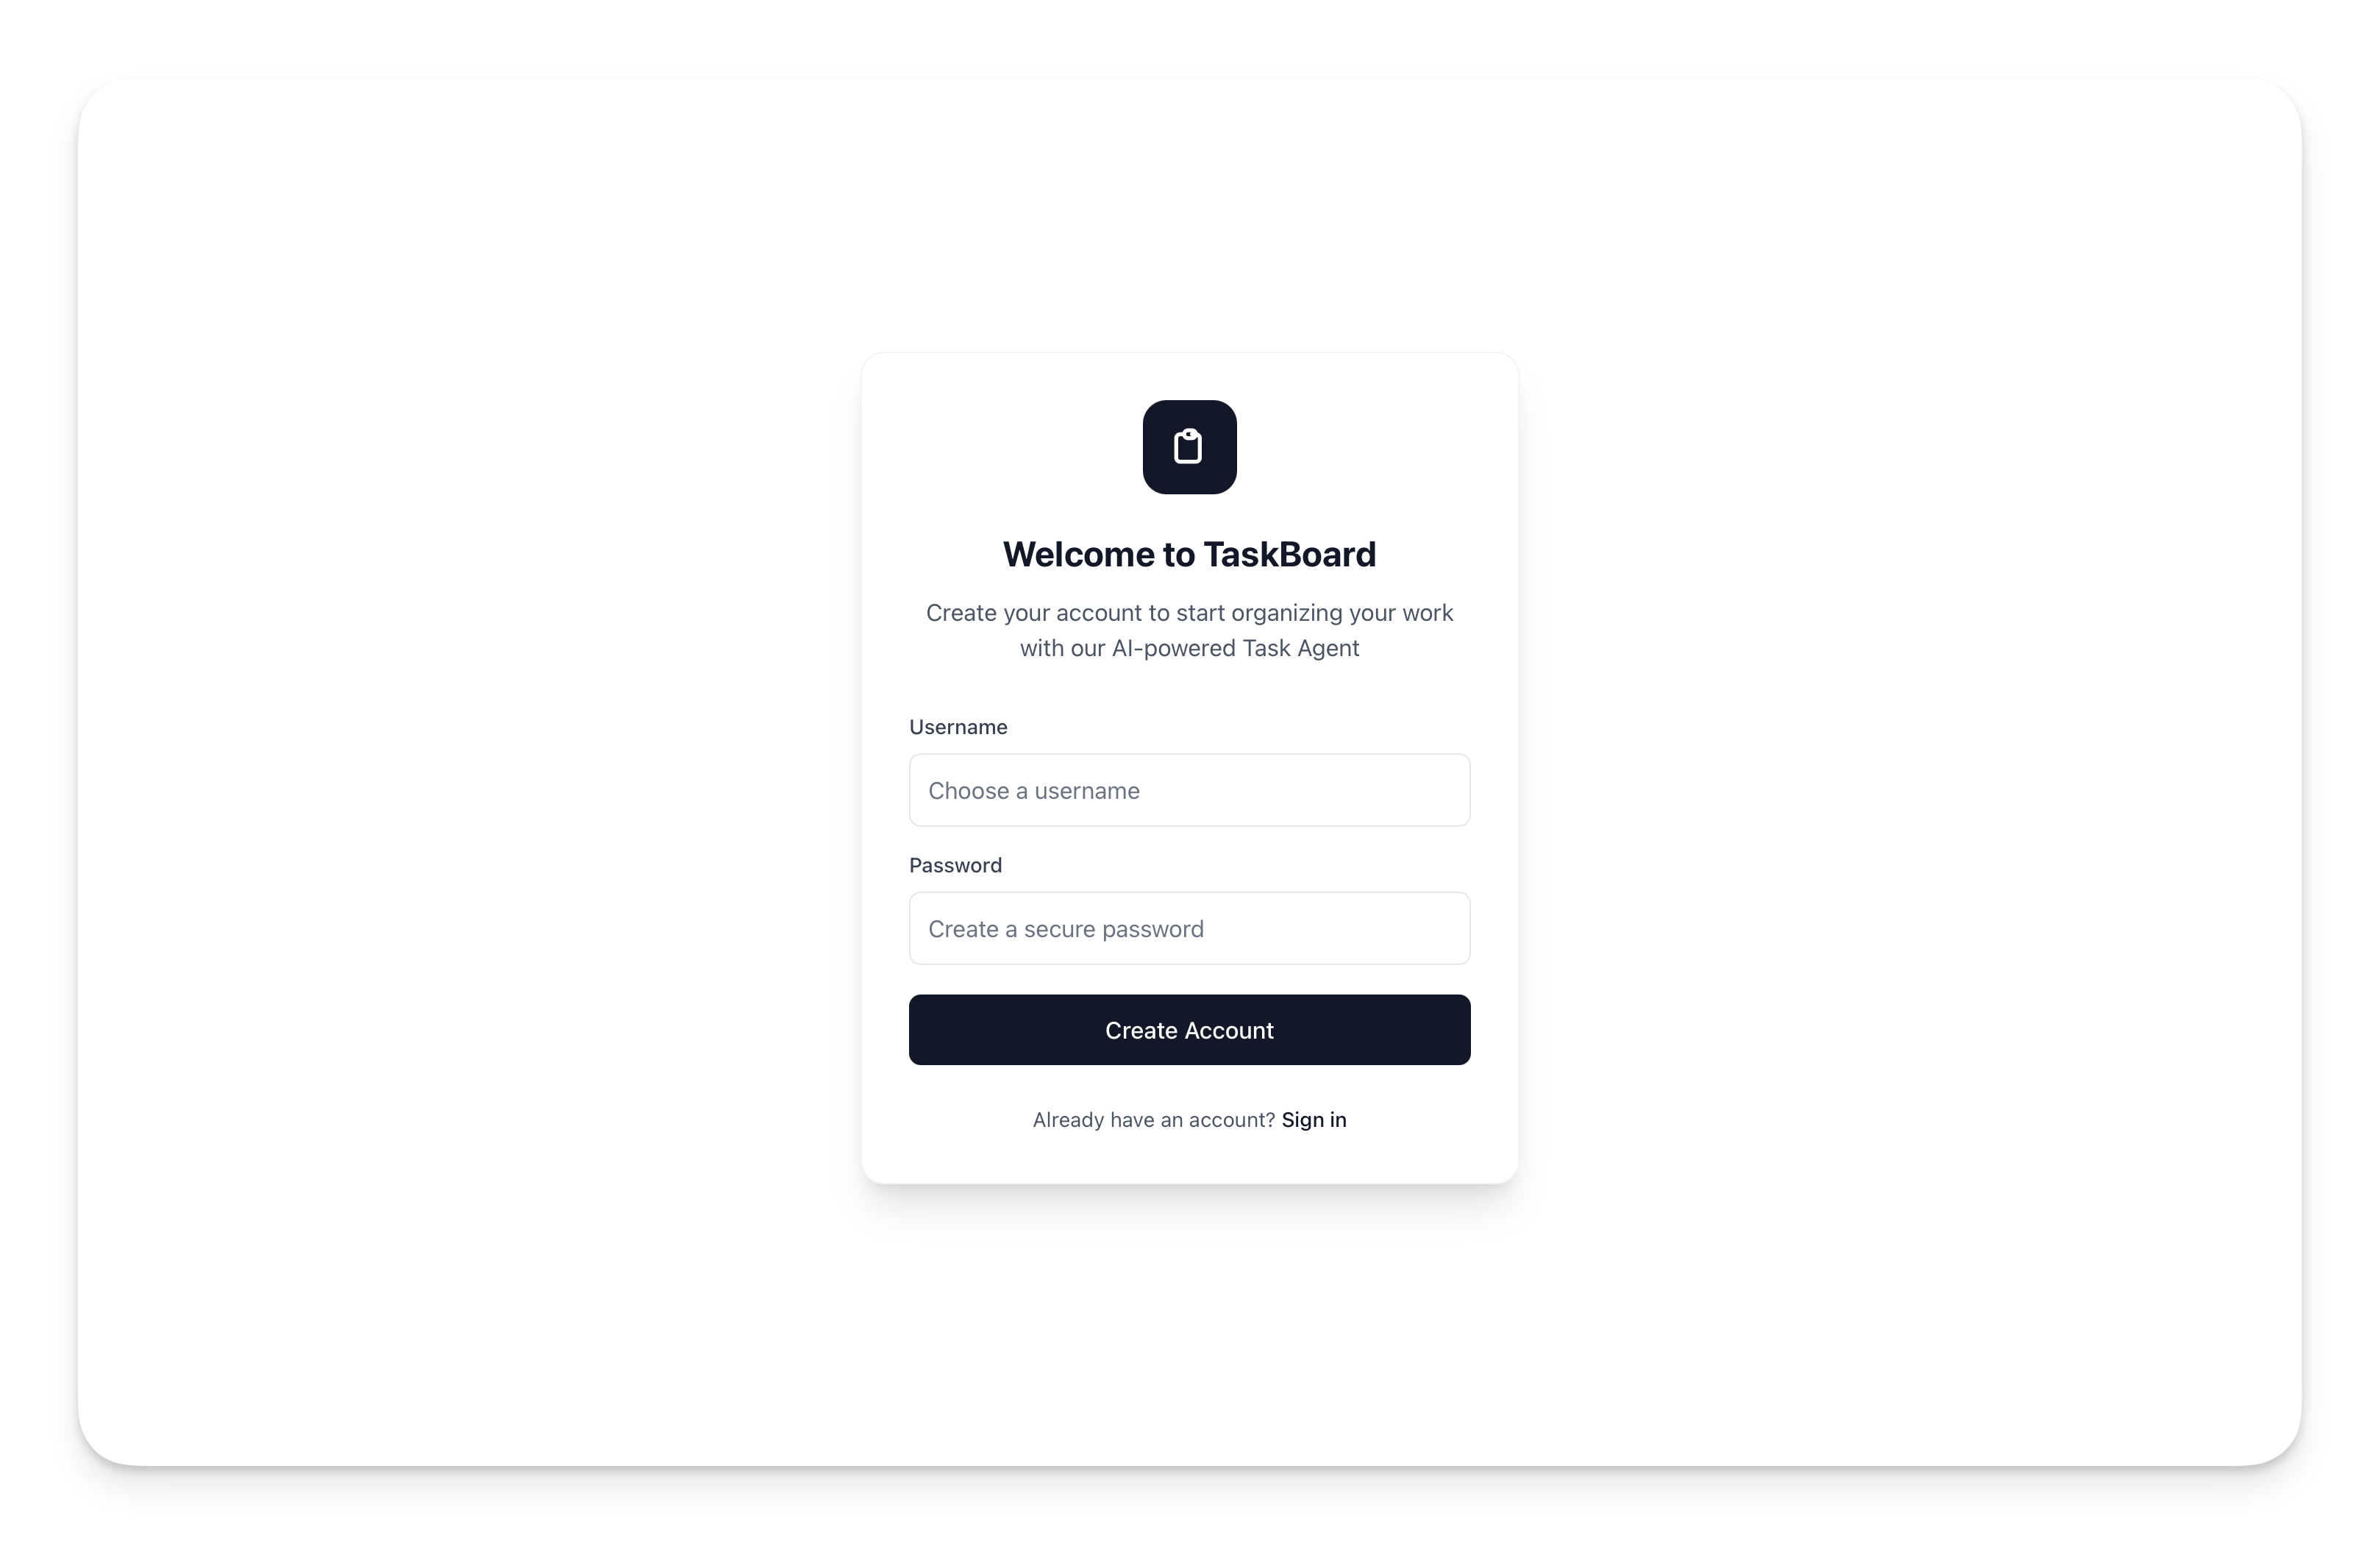 Welcome to TaskBoard
Create your account to start organizing your work
with our AI-powered Task Agent
Username
Choose a username
Password
Create a secure password
Create Account
Already have an account? Sign in